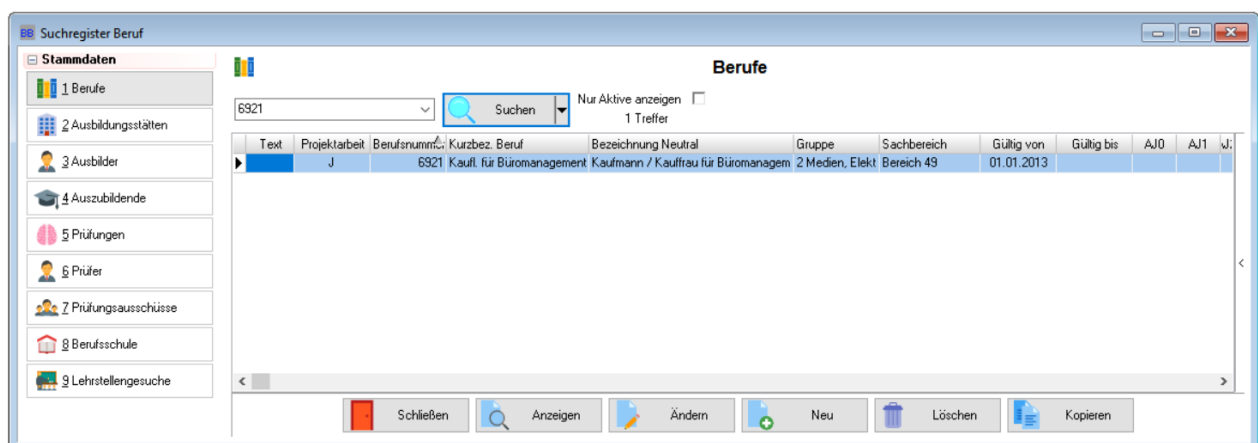 BB Suchregister Beruf
Stammdaten
1 Berufe
2 Ausbildungsstätten
3 Ausbilder
4 Auszubildende
5 Prüfungen
6 Prüfer
7 Prüfungsausschüsse
8 Berufsschule
9 Lehrstellengesuche
Berufe
6921 Suchen Nur Aktive anzeigen
1 Treffer
Text Projektarbeit Berufsnumme Kurzbez. Beruf Bezeichnung Neutral Gruppe Sachbereich Gültig von Gültig bis AJ0 AJ1
J 6921 Kaufl. für Büromanagement Kaufmann / Kauffrau für Büromanagem 2 Medien, Elekt Bereich 49 01.01.2013
Schließen Anzeigen Ändern Neu Löschen Kopieren